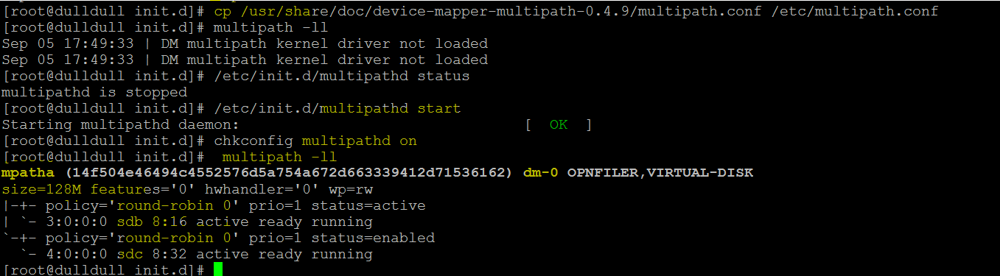 [root@dulldull init.d]# cp /usr/share/doc/device-mapper-multipath-0.4.9/multipath.conf /etc/multipath.conf
[root@dulldull init.d]# multipath -ll
Sep 05 17:49:33 | DM multipath kernel driver not loaded
Sep 05 17:49:33 | DM multipath kernel driver not loaded
[root@dulldull init.d]# /etc/init.d/multipathd status
multipathd is stopped
[root@dulldull init.d]# /etc/init.d/multipathd start
Starting multipathd daemon:                                [  OK  ]
[root@dulldull init.d]# chkconfig multipathd on
[root@dulldull init.d]#  multipath -ll
mpatha (14f504e46494c4552576d5a754a672d663339412d71536162) dm-0 OPNFILER,VIRTUAL-DISK
size=128M features='0' hwhandler='0' wp=rw
|-+- policy='round-robin 0' prio=1 status=active
| `- 3:0:0:0 sdb 8:16 active ready running
`-+- policy='round-robin 0' prio=1 status=enabled
  `- 4:0:0:0 sdc 8:32 active ready running
[root@dulldull init.d]#